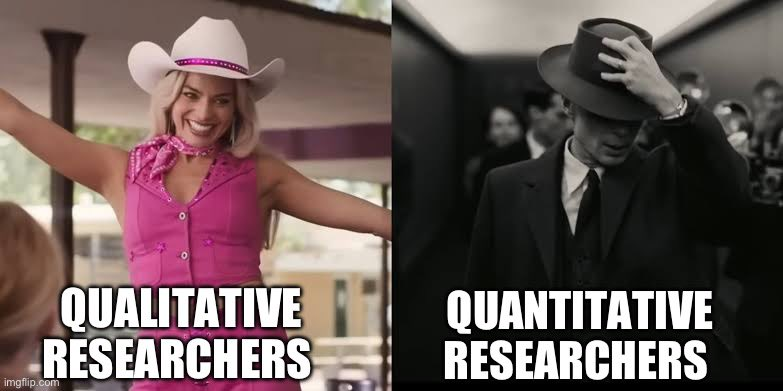 QUALITATIVE
RESEARCHERS
QUANTITATIVE
RESEARCHERS
imgflip.com